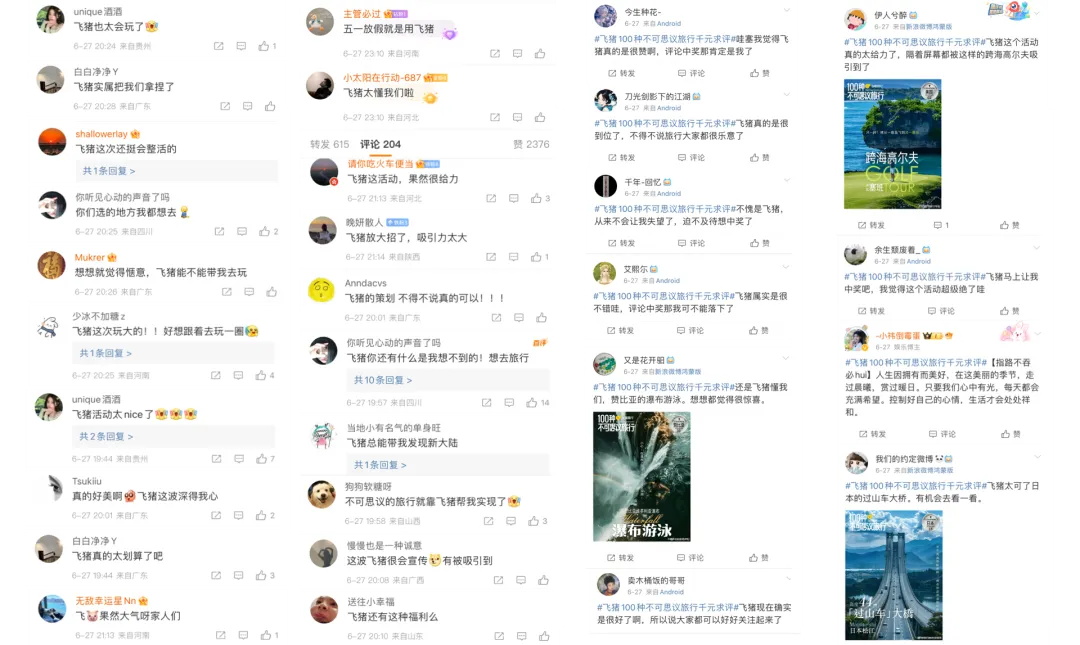 unique酒酒
飞猪也太会玩了
6-27 20:24 来自贵州
1
白白净净Y
飞猪实属把我们拿捏了
6-27 20:28 来自广东
shallowerlay
飞猪这次还挺会整活的
共1条回复 >
你听见心动的声音了吗
你们选的地方我都想去
6-27 20:25 来自四川
2
Mukrer
想想就觉得惬意，飞猪能不能带我去玩
6-27 20:26 来自广东
少冰不加糖z
飞猪这次玩大的！！好想跟着去玩一圈
共1条回复 >
6-27 20:25 来自河南
4
unique酒酒
飞猪活动太nice了
共2条回复 >
6-27 19:44 来自贵州
7
Tsukiiu
真的好美啊飞猪这波深得我心
6-27 20:01 来自广东
2
白白净净Y
飞猪真的太划算了吧
6-27 19:44 来自广东
3
无敌幸运星Nn
飞果然大气呀家人们
6-27 21:13 来自河南
1
主管必过
五一放假就是用飞猪
6-27 23:10 来自河南
小太阳在行动-687
飞猪太懂我们啦
6-27 23:10 来自河北
转发 615 评论 204 赞 2376
请你吃火车便当
飞猪这活动，果然很给力
6-27 21:13 来自河北
3
晚妍散人
飞猪放大招了，吸引力太大
6-27 21:14 来自陕西
1
Anndacvs
飞猪的策划 不得不说真的可以！！！
6-27 20:01 来自广东
你听见心动的声音了吗
飞猪你还有什么是我想不到的！想去旅行
共10条回复 >
6-27 19:57 来自四川
14
当地小有名气的单身旺
飞猪总能带我发现新大陆
共1条回复 >
狗狗软糖呀
不可思议的旅行就靠飞猪帮我实现了
6-27 19:58 来自山西
3
慢慢也是一种诚意
这波飞猪很会宣传有被吸引到
6-27 20:08 来自广西
送往小幸福
飞猪还有这种福利么
6-27 20:10 来自山东
今生种花-
6-27 来自Android
#飞猪100种不可思议旅行千元求评#哇塞我觉得飞
猪真的是很赞啊，评论中奖那肯定是我了
转发 评论 赞
刀光剑影下的江湖
6-27 来自Android
#飞猪100种不可思议旅行千元求评#飞猪真的是很
到位了，不得不说旅行大家都很乐意了
转发 评论 赞
千年-回忆
6-27 来自Android
#飞猪100种不可思议旅行千元求评#不愧是飞猪，
从来不会让我失望了，迫不及待想中奖了
转发 评论 赞
艾熙尔
6-27 来自Android
#飞猪100种不可思议旅行千元求评#飞猪属实是很
不错哇，评论中奖那我可不能落下了
转发 评论 赞
又是花开丽
6-27 来自新浪微博鸿蒙版
#飞猪100种不可思议旅行千元求评#还是飞猪懂我
们，赞比亚的瀑布游泳。想想都觉得很惊喜。
100种
不可思议旅行
Waterfall
瀑布游泳
转发 评论 赞
卖木桶饭的哥哥
6-27 来自Android
#飞猪100种不可思议旅行千元求评#飞猪现在确实
是很好了啊，所以说大家都可以好好关注起来了
伊人兮醉
6-27 来自新浪微博鸿蒙版
#飞猪100种不可思议旅行千元求评#飞猪这个活动
真的太给力了，隔着屏幕都被这样的跨海高尔夫吸
引到了
100种
不可思议旅行
跨海高尔夫
GOLF
塞班TOUR
转发 1 赞
余生颓废着_
6-27 来自Android
#飞猪100种不可思议旅行千元求评#飞猪马上让我
中奖吧，我觉得这个活动超级绝了哇
转发 评论 赞
-小祎倒霉蛋
6-27 娱乐博主
#飞猪100种不可思议旅行千元求评#【指路不吞
必hui】人生因拥有而美好，在这美丽的季节，走
过晨曦，赏过暖日。只要我们心中有光，每天都会
充满希望。控制好自己的心情，生活才会处处祥
和。
转发 评论 赞
我们的约定微博
6-27 来自新浪微博鸿蒙版
#飞猪100种不可思议旅行千元求评#飞猪太可了日
本的过山车大桥。有机会去看一看。
100种
不可思议旅行
「过山车」大桥
日本松江